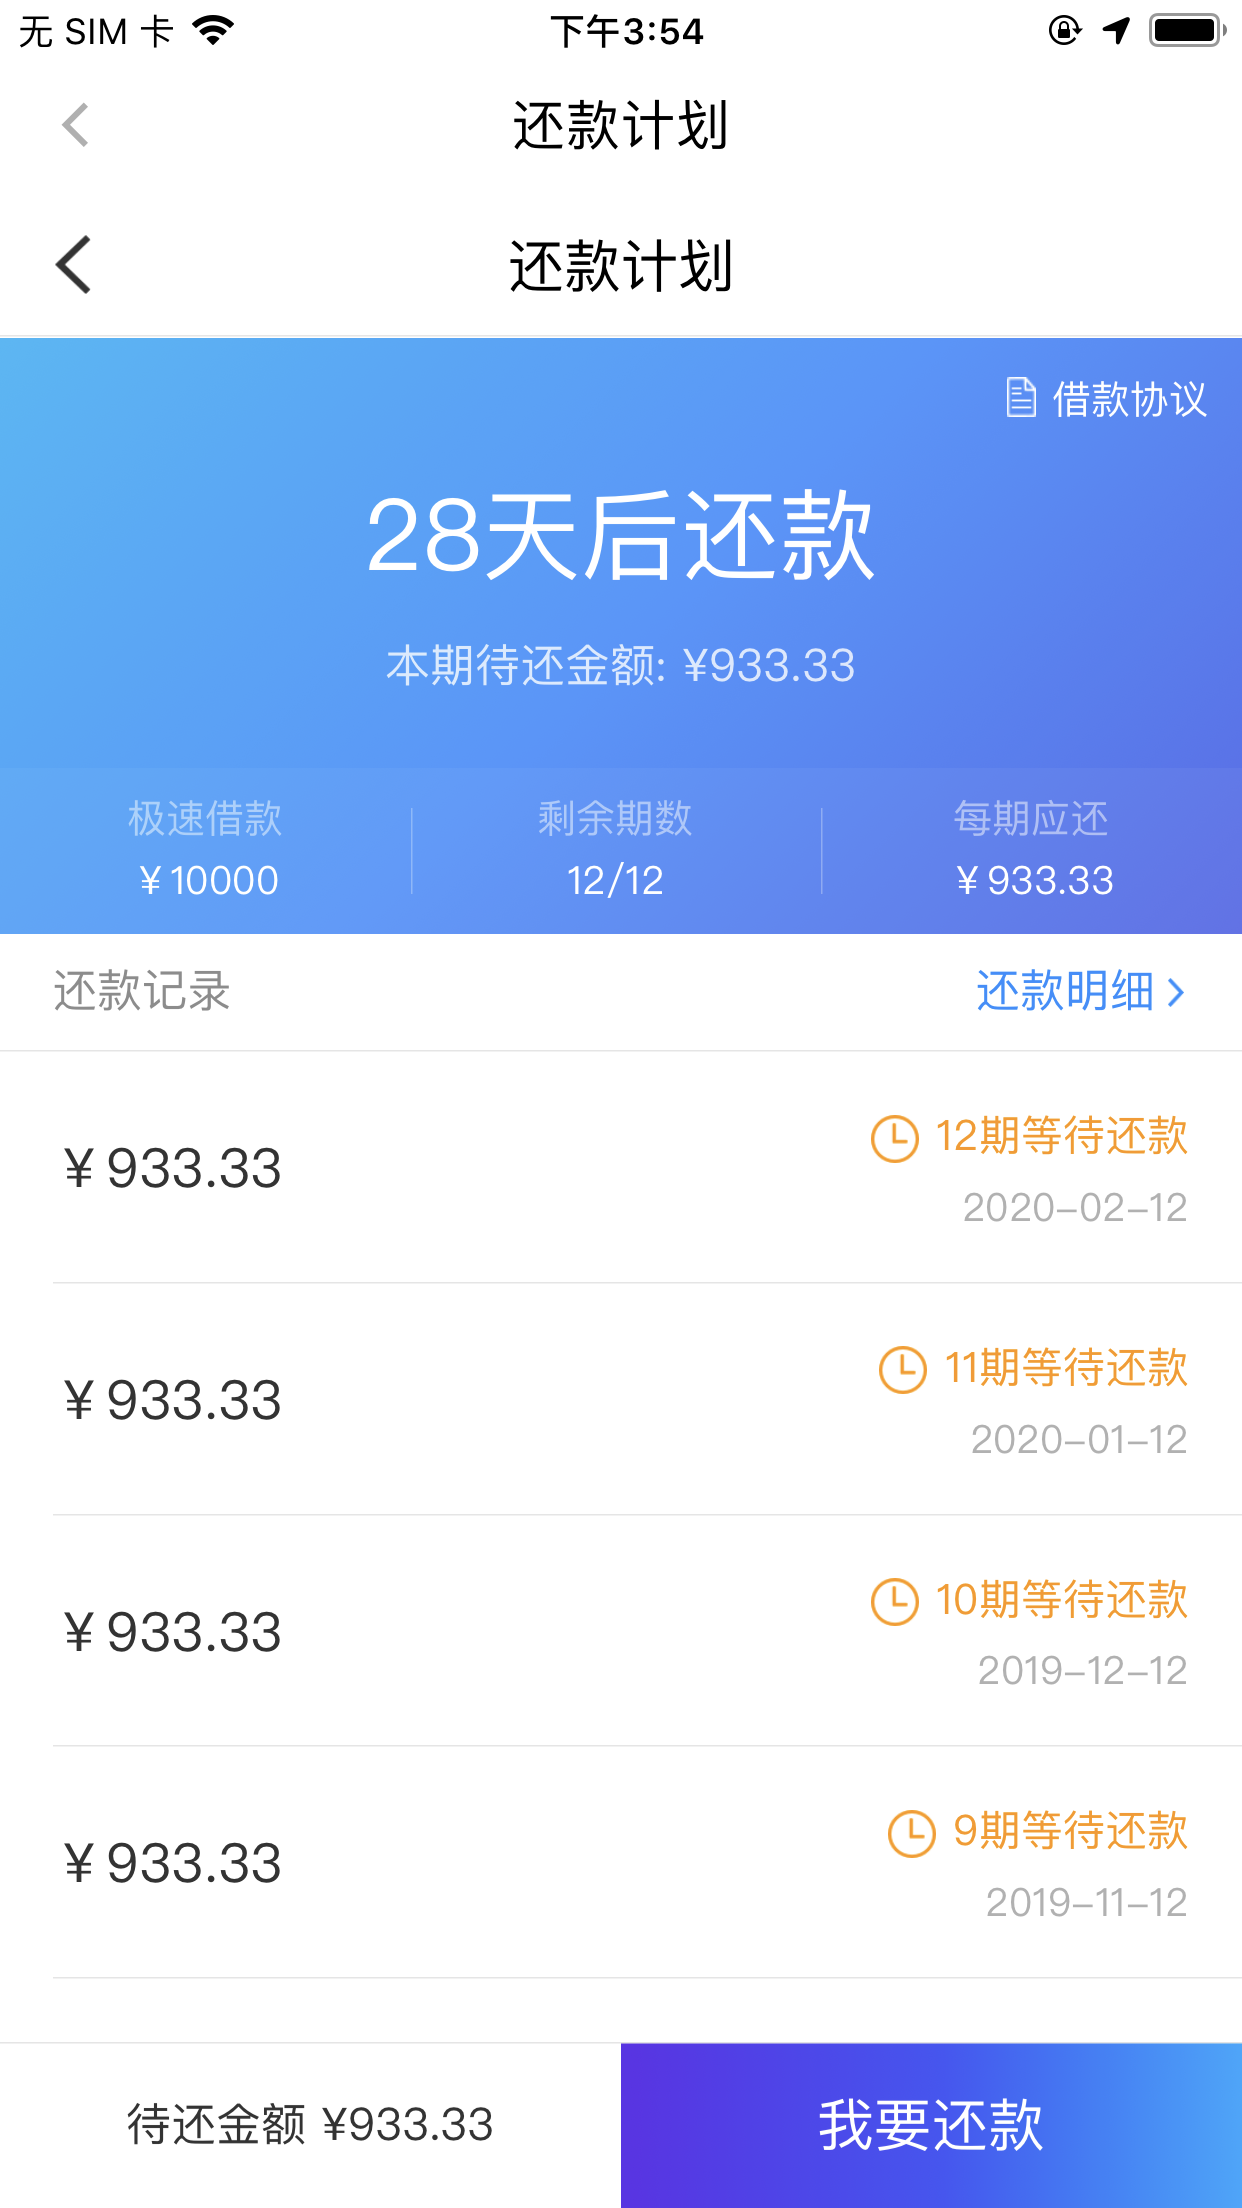 无 SIM 卡
下午3:54
还款计划
还款计划
借款协议
28天后还款
本期待还金额: ¥933.33
极速借款
剩余期数
每期应还
¥ 10000
12/12
¥ 933.33
还款记录
还款明细
¥ 933.33
12期等待还款
2020-02-12
¥ 933.33
11期等待还款
2020-01-12
¥ 933.33
10期等待还款
2019-12-12
¥ 933.33
9期等待还款
2019-11-12
待还金额 ¥933.33
我要还款